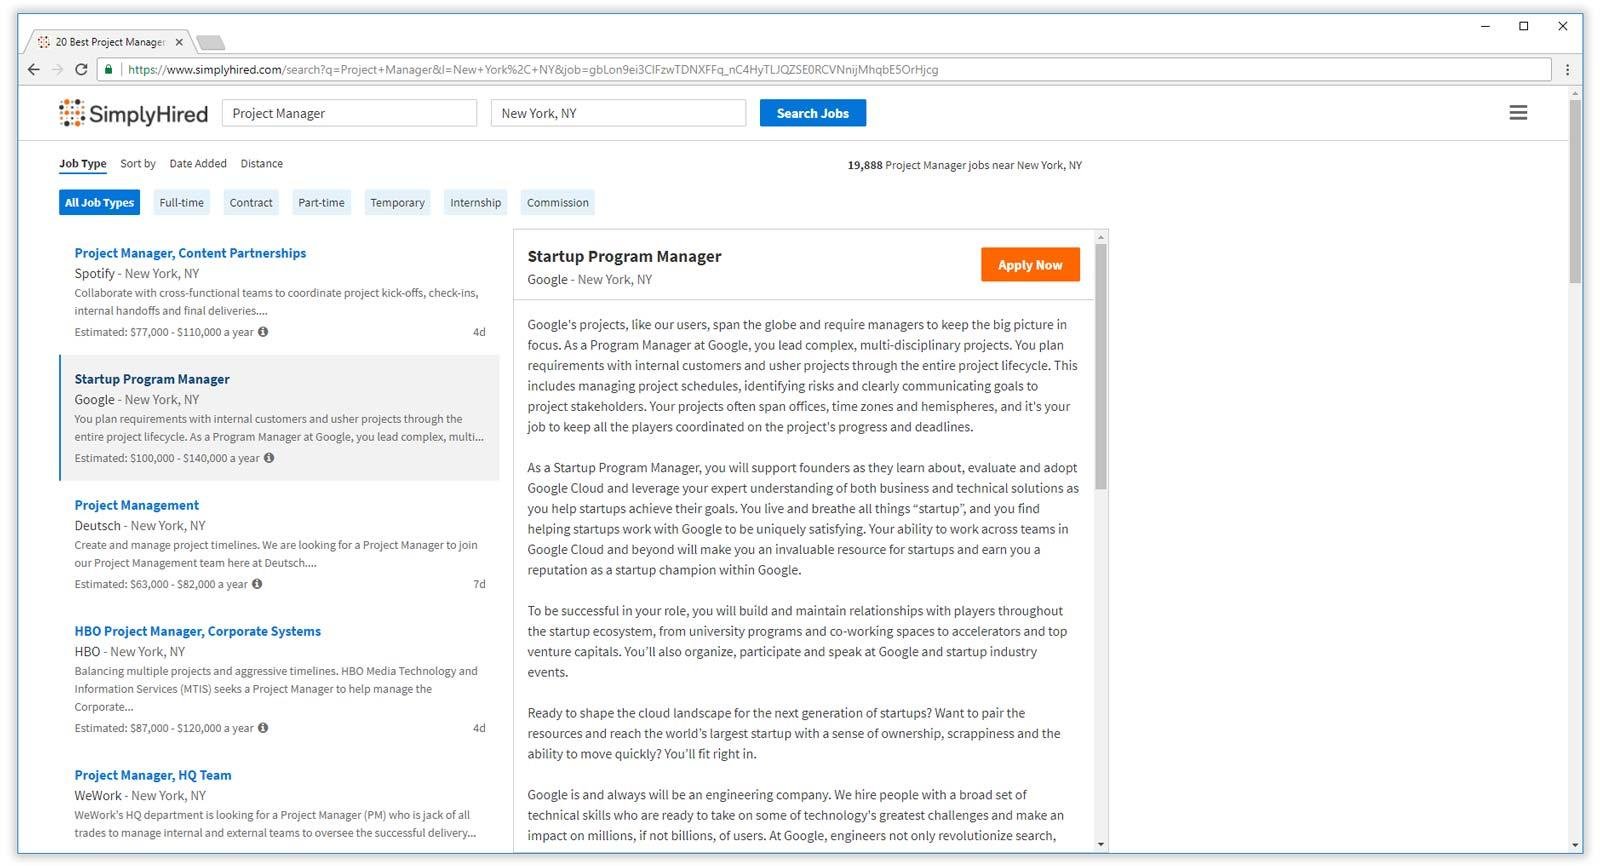 20 Best Project Manager
https://www.simplyhired.com/search?q=Project+Manager&l=New+York%2C+NY&job=gbLon9ei3ClFzwTDNXFFq_nC4HyTLJQZSE0RCVNnijMhqbE5OrHjcg
SimplyHired
Project Manager
New York, NY
Search Jobs
Job Type Sort by Date Added Distance
19,888 Project Manager jobs near New York, NY
All Job Types Full-time Contract Part-time Temporary Internship Commission
Project Manager, Content Partnerships
Spotify - New York, NY
Collaborate with cross-functional teams to coordinate project kick-offs, check-ins,
internal handoffs and final deliveries....
Estimated: $77,000 - $110,000 a year 4d
Startup Program Manager
Google - New York, NY
You plan requirements with internal customers and usher projects through the
entire project lifecycle. As a Program Manager at Google, you lead complex, multi...
Estimated: $100,000 - $140,000 a year
Project Management
Deutsch - New York, NY
Create and manage project timelines. We are looking for a Project Manager to join
our Project Management team here at Deutsch....
Estimated: $63,000 - $82,000 a year 7d
HBO Project Manager, Corporate Systems
HBO - New York, NY
Balancing multiple projects and aggressive timelines. HBO Media Technology and
Information Services (MTIS) seeks a Project Manager to help manage the
Corporate...
Estimated: $87,000 - $120,000 a year 4d
Project Manager, HQ Team
WeWork - New York, NY
WeWork's HQ department is looking for a Project Manager (PM) who is jack of all
trades to manage internal and external teams to oversee the successful delivery...
Startup Program Manager
Google - New York, NY
Apply Now
Google's projects, like our users, span the globe and require managers to keep the big picture in
focus. As a Program Manager at Google, you lead complex, multi-disciplinary projects. You plan
requirements with internal customers and usher projects through the entire project lifecycle. This
includes managing project schedules, identifying risks and clearly communicating goals to
project stakeholders. Your projects often span offices, time zones and hemispheres, and it's your
job to keep all the players coordinated on the project's progress and deadlines.
As a Startup Program Manager, you will support founders as they learn about, evaluate and adopt
Google Cloud and leverage your expert understanding of both business and technical solutions as
you help startups achieve their goals. You live and breathe all things “startup”, and you find
helping startups work with Google to be uniquely satisfying. Your ability to work across teams in
Google Cloud and beyond will make you an invaluable resource for startups and earn you a
reputation as a startup champion within Google.
To be successful in your role, you will build and maintain relationships with players throughout
the startup ecosystem, from university programs and co-working spaces to accelerators and top
venture capitals. You’ll also organize, participate and speak at Google and startup industry
events.
Ready to shape the cloud landscape for the next generation of startups? Want to pair the
resources and reach the world’s largest startup with a sense of ownership, scrappiness and the
ability to move quickly? You’ll fit right in.
Google is and always will be an engineering company. We hire people with a broad set of
technical skills who are ready to take on some of technology's greatest challenges and make an
impact on millions, if not billions, of users. At Google, engineers not only revolutionize search,